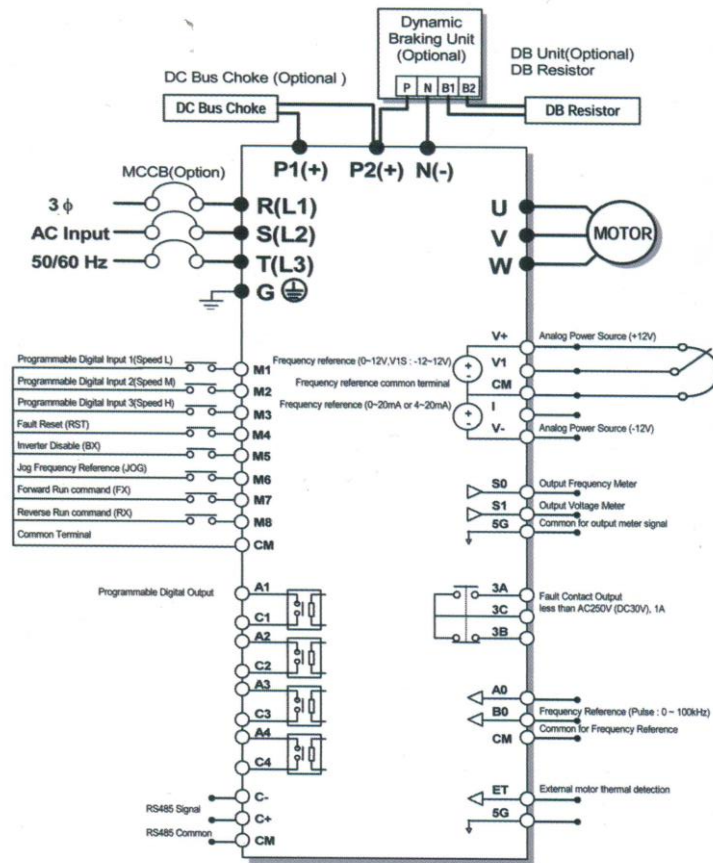 Dynamic
Braking Unit
(Optional)
P N B1 B2
DB Unit(Optional)
DB Resistor
DB Resistor
DC Bus Choke (Optional )
DC Bus Choke
P1(+) P2(+) N(-)
MCCB(Option)
3 ϕ
AC Input
50/60 Hz
R(L1)
S(L2)
T(L3)
G
U
V
W
MOTOR
Programmable Digital Input 1(Speed L)
M1
Programmable Digital Input 2(Speed M)
M2
Programmable Digital Input 3(Speed H)
M3
Fault Reset (RST)
M4
Inverter Disable (BX)
M5
Jog Frequency Reference (JOG)
M6
Forward Run command (FX)
M7
Reverse Run command (RX)
M8
Common Terminal
CM
Frequency reference (0~12V,V1S : -12~12V)
Frequency reference common terminal
Frequency reference (0~20mA or 4~20mA)
V+
Analog Power Source (+12V)
V1
CM
I
V-
Analog Power Source (-12V)
S0
Output Frequency Meter
S1
Output Voltage Meter
5G
Common for output meter signal
Programmable Digital Output
A1
C1
A2
C2
A3
C3
A4
C4
3A
3C
3B
Fault Contact Output
less than AC250V (DC30V), 1A
A0
B0
Frequency Reference (Pulse : 0 ~ 100kHz)
CM
Common for Frequency Reference
ET
External motor thermal detection
5G
C-
RS485 Signal
C+
RS485 Common
CM